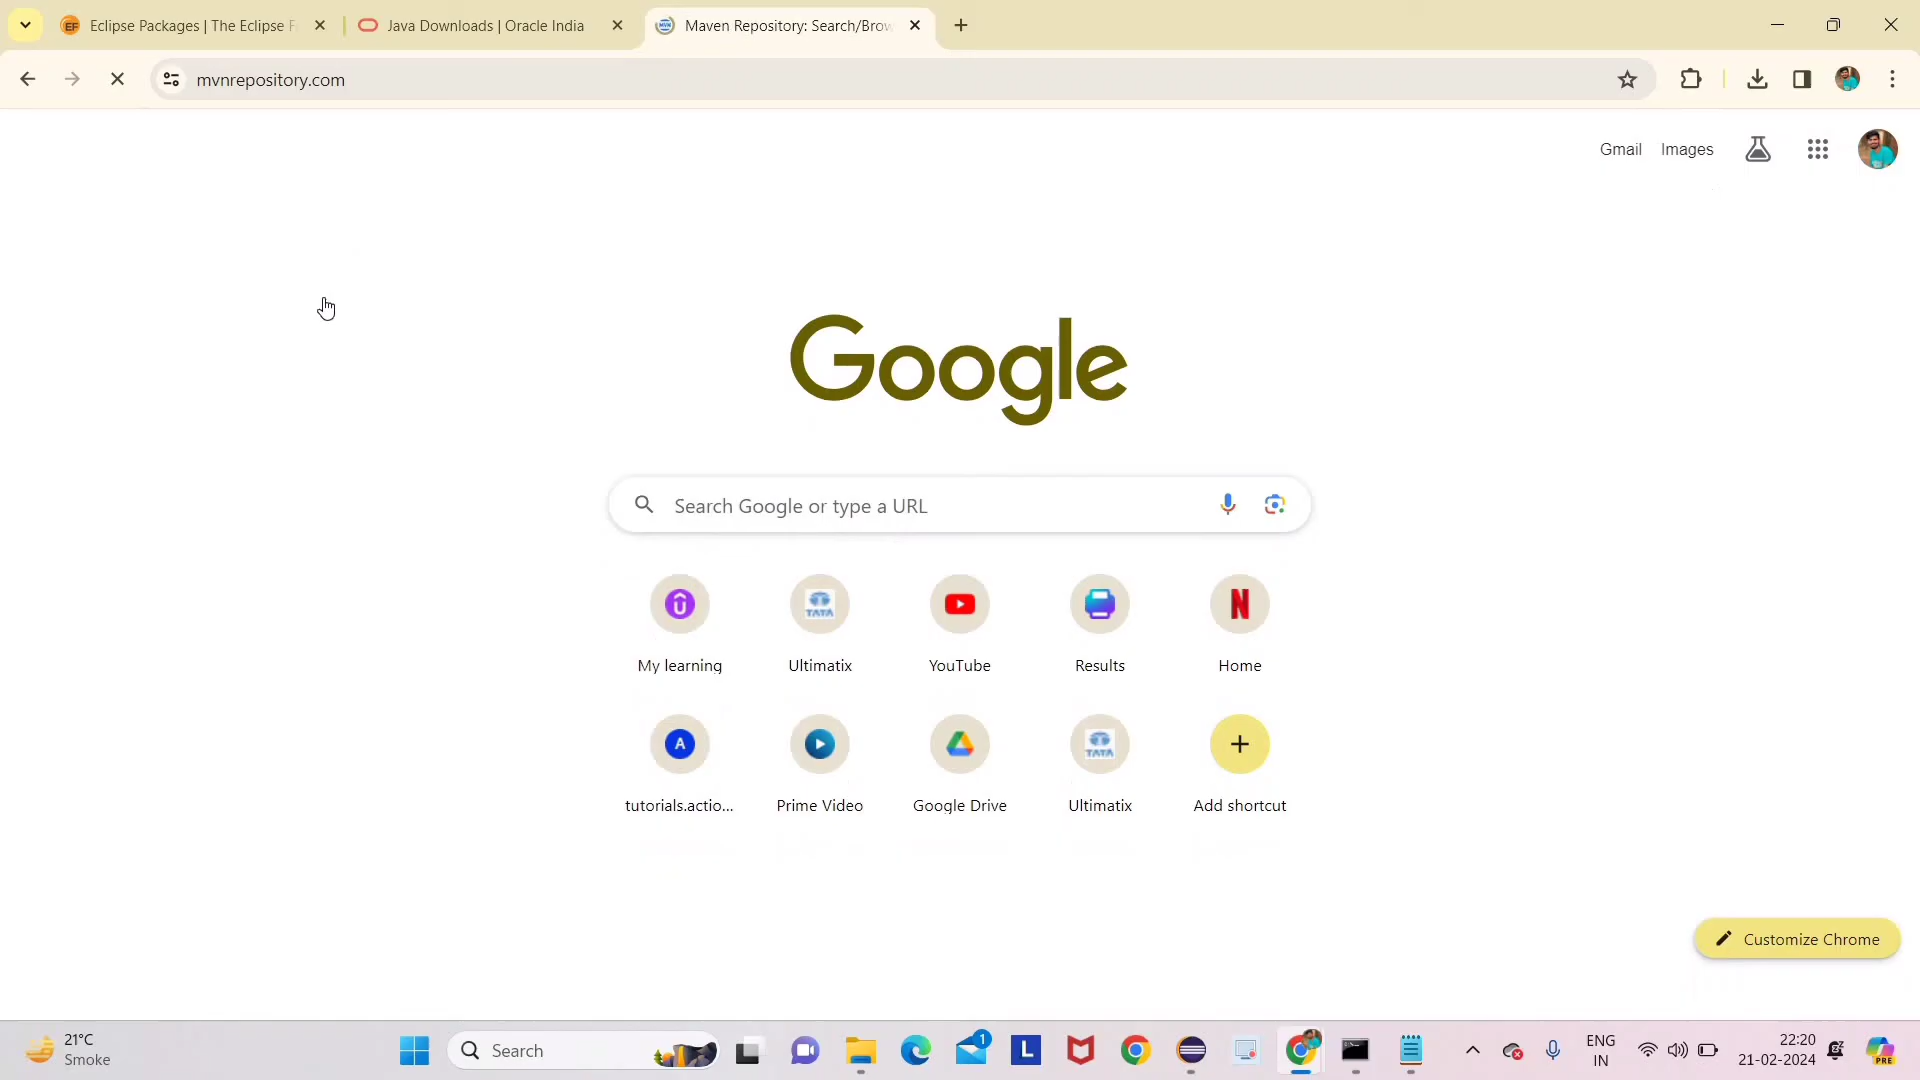 Eclipse Packages | The Eclipse F
Java Downloads | Oracle India
Maven Repository: Search/Brow
mvnrepository.com
Gmail
Images
Google
Search Google or type a URL
My learning
Ultimatix
YouTube
Results
Home
tutorials.actio...
Prime Video
Google Drive
Ultimatix
Add shortcut
Customize Chrome
21°C
Smoke
Search
1
ENG
IN
22:20
21-02-2024
PRE